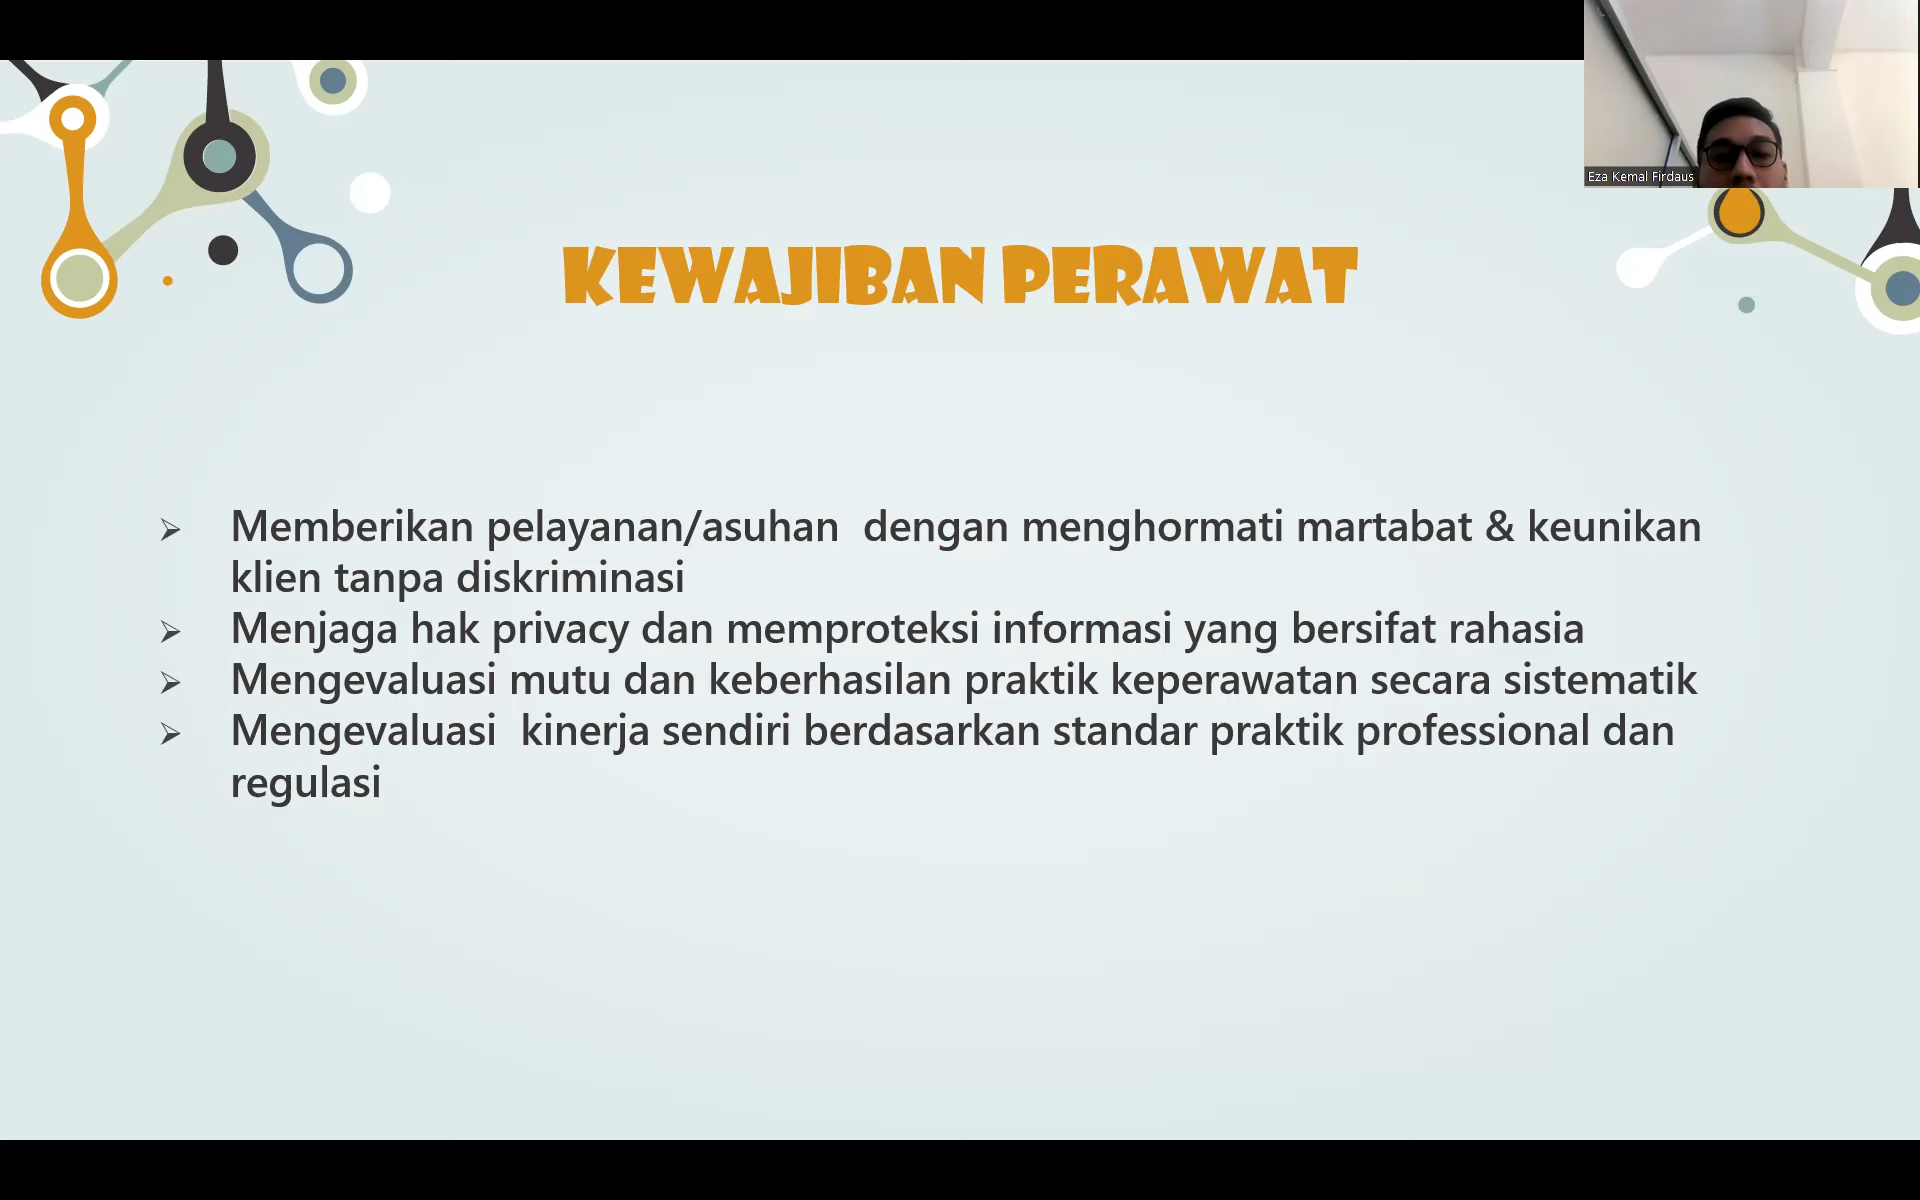 Eza Kemal Firdaus
KEWAJIBAN PERAWAT
Memberikan pelayanan/asuhan  dengan menghormati martabat & keunikan
klien tanpa diskriminasi
Menjaga hak privacy dan memproteksi informasi yang bersifat rahasia
Mengevaluasi mutu dan keberhasilan praktik keperawatan secara sistematik
Mengevaluasi  kinerja sendiri berdasarkan standar praktik professional dan
regulasi